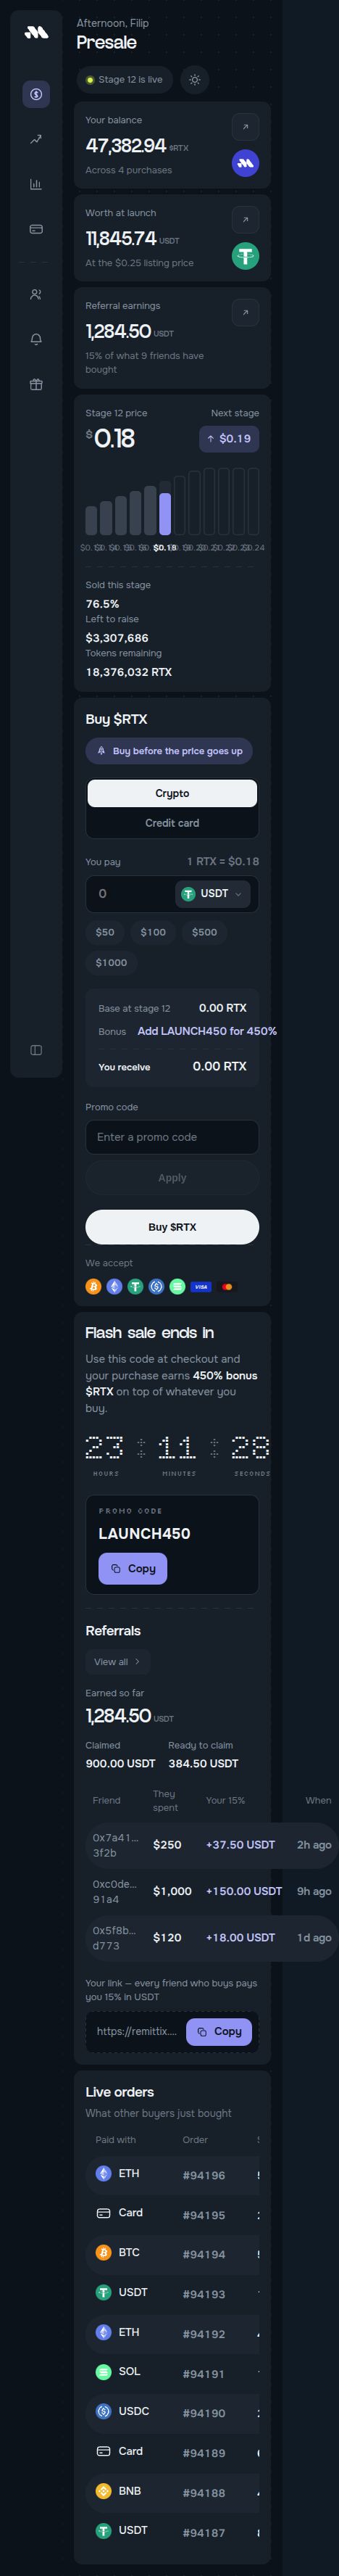 Afternoon, Filip
Presale
Stage 12 is live
Your balance
47,382.94 $RTX
Across 4 purchases
Worth at launch
11,845.74 USDT
At the $0.25 listing price
Referral earnings
1,284.50 USDT
15% of what 9 friends have
bought
Stage 12 price
Next stage
$0.18
$0.19
$0.18
$0.24
Sold this stage
76.5%
Left to raise
$3,307,686
Tokens remaining
18,376,032 RTX
Buy $RTX
Buy before the price goes up
Crypto
Credit card
You pay
1 RTX = $0.18
0
USDT
$50
$100
$500
$1000
Base at stage 12
0.00 RTX
Bonus
Add LAUNCH450 for 450%
You receive
0.00 RTX
Promo code
Enter a promo code
Apply
Buy $RTX
We accept
VISA
Flash sale ends in
Use this code at checkout and
your purchase earns 450% bonus
$RTX on top of whatever you
buy.
23 : 11 : 28
HOURS MINUTES SECONDS
PROMO CODE
LAUNCH450
Copy
Referrals
View all
Earned so far
1,284.50 USDT
Claimed
Ready to claim
900.00 USDT
384.50 USDT
Friend They spent Your 15% When
0x7a41…3f2b $250 +37.50 USDT 2h ago
0xc0de…91a4 $1,000 +150.00 USDT 9h ago
0x5f8b…d773 $120 +18.00 USDT 1d ago
Your link — every friend who buys pays
you 15% in USDT
https://remittix.…
Copy
Live orders
What other buyers just bought
Paid with Order
ETH #94196
Card #94195
BTC #94194
USDT #94193
ETH #94192
SOL #94191
USDC #94190
Card #94189
BNB #94188
USDT #94187